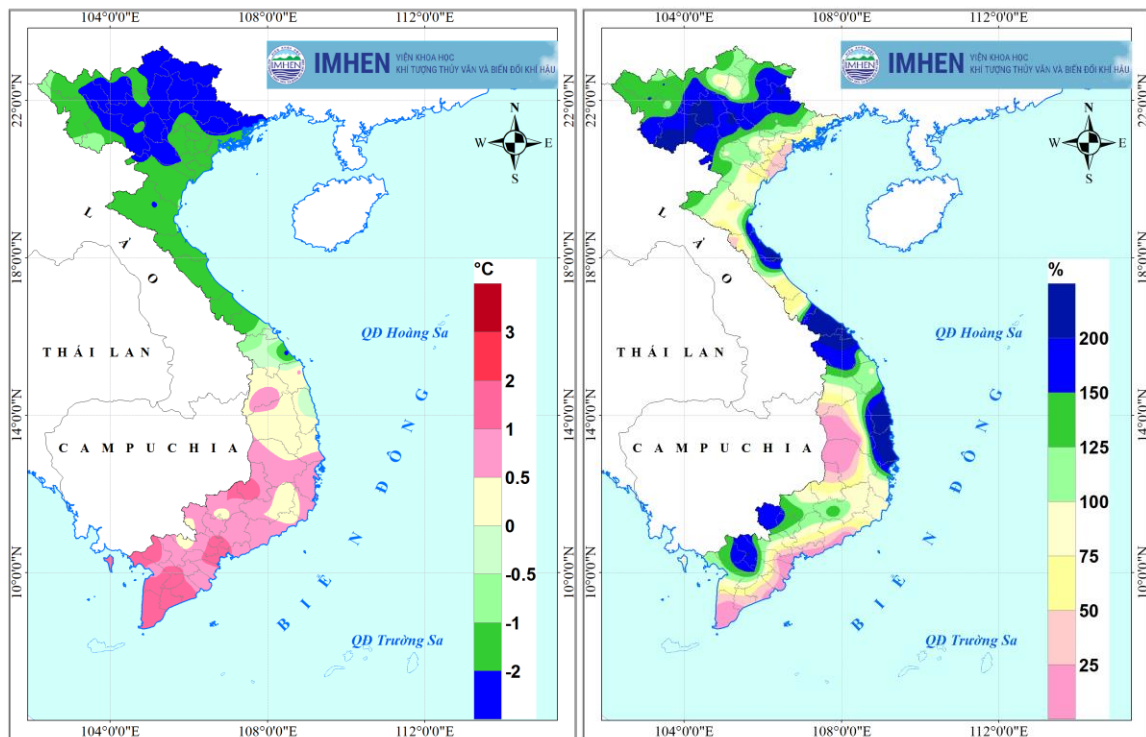 104°0'0"E 108°0'0"E 112°0'0"E
IMHEN
VIỆN KHOA HỌC
KHÍ TƯỢNG THỦY VĂN VÀ BIẾN ĐỔI KHÍ HẬU
N
W E
S
22°0'0"N
18°0'0"N
14°0'0"N
10°0'0"N
LÀO
THÁI LAN
CAMPUCHIA
QĐ Hoàng Sa
BIỂN ĐÔNG
QĐ Trường Sa
°C
3
2
1
0.5
0
-0.5
-1
-2
104°0'0"E 108°0'0"E 112°0'0"E
104°0'0"E 108°0'0"E 112°0'0"E
IMHEN
VIỆN KHOA HỌC
KHÍ TƯỢNG THỦY VĂN VÀ BIẾN ĐỔI KHÍ HẬU
N
W E
S
22°0'0"N
18°0'0"N
14°0'0"N
10°0'0"N
LÀO
THÁI LAN
CAMPUCHIA
QĐ Hoàng Sa
BIỂN ĐÔNG
QĐ Trường Sa
%
200
150
125
100
75
50
25
104°0'0"E 108°0'0"E 112°0'0"E